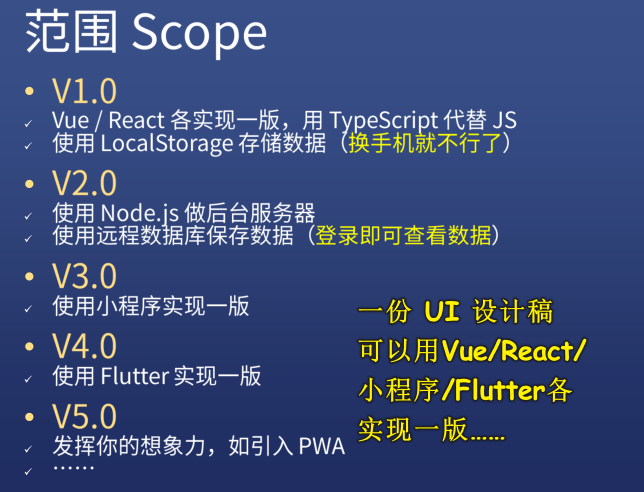 范围 Scope
V1.0
Vue / React 各实现一版，用 TypeScript 代替 JS
使用 LocalStorage 存储数据（换手机就不行了）
V2.0
使用 Node.js 做后台服务器
使用远程数据库保存数据（登录即可查看数据）
V3.0
使用小程序实现一版
V4.0
使用 Flutter 实现一版
V5.0
发挥你的想象力，如引入 PWA
……
一份 UI 设计稿
可以用Vue/React/
小程序/Flutter各
实现一版……